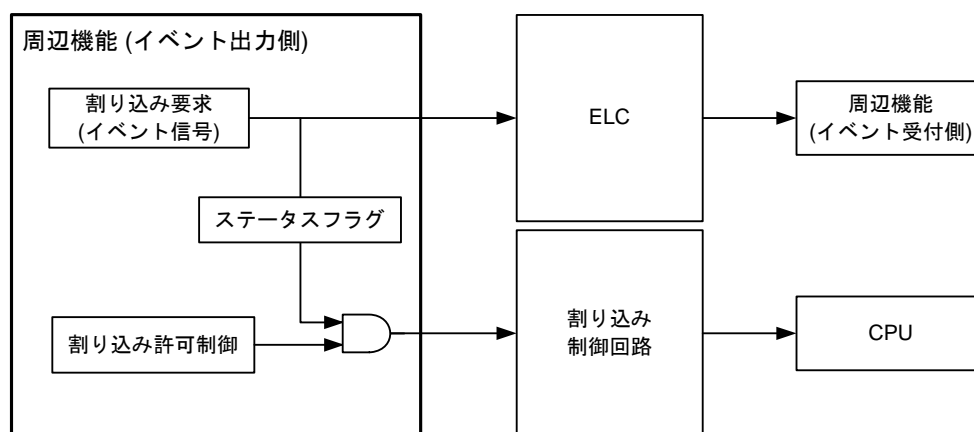 周辺機能 (イベント出力側)
割り込み要求
(イベント信号)
ELC
周辺機能
(イベント受付側)
ステータスフラグ
割り込み許可制御
割り込み
制御回路
CPU